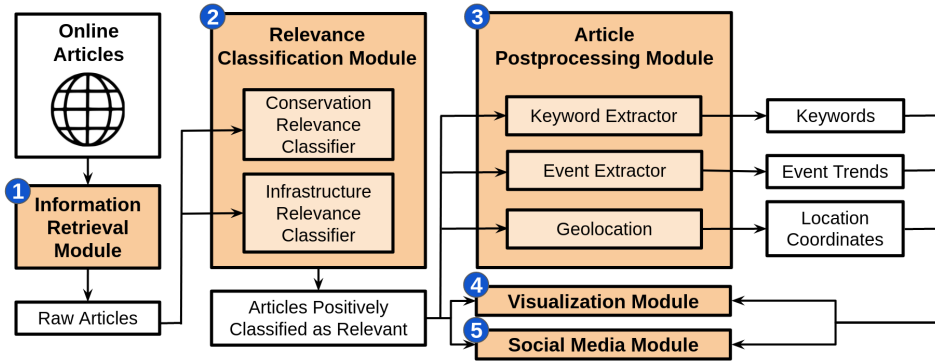 Online
Articles
1
Information
Retrieval
Module
Raw Articles
2
Relevance
Classification Module
Conservation
Relevance
Classifier
Infrastructure
Relevance
Classifier
Articles Positively
Classified as Relevant
3
Article
Postprocessing Module
Keyword Extractor
Event Extractor
Geolocation
Keywords
Event Trends
Location
Coordinates
4
Visualization Module
5
Social Media Module